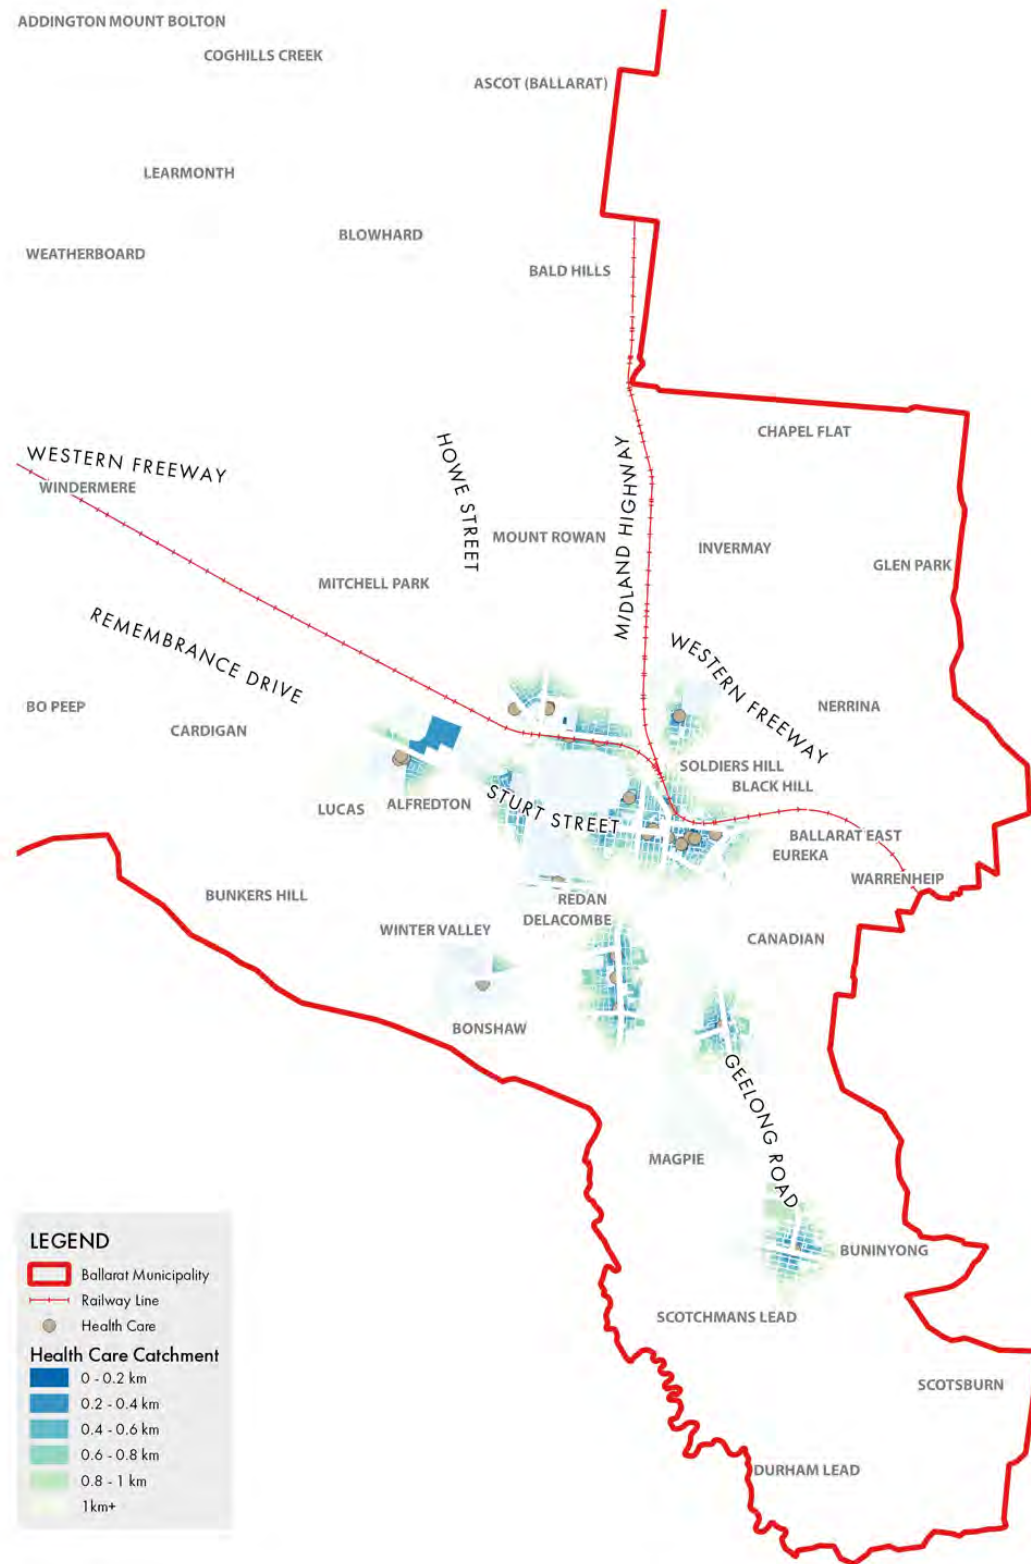 ADDINGTON MOUNT BOLTON
COGHILLS CREEK
ASCOT (BALLARAT)
LEARMONTH
BLOWHARD
WEATHERBOARD
BALD HILLS
CHAPEL FLAT
WESTERN FREEWAY
HOWE STREET
MIDLAND HIGHWAY
WINDERMERE
MOUNT ROWAN
INVERMAY
GLEN PARK
MITCHELL PARK
REMEMBRANCE DRIVE
WESTERN FREEWAY
BO PEEP
NERRINA
CARDIGAN
SOLDIERS HILL
BLACK HILL
LUCAS
ALFREDTON
STURT STREET
BALLARAT EAST
EUREKA
WARRENHEIP
BUNKERS HILL
REDAN
DELACOMBE
WINTER VALLEY
CANADIAN
BONSHAW
GEELONG ROAD
MAGPIE
BUNINYONG
SCOTCHMANS LEAD
SCOTSBURN
DURHAM LEAD
LEGEND
Ballarat Municipality
Railway Line
Health Care
Health Care Catchment
0 - 0.2 km
0.2 - 0.4 km
0.4 - 0.6 km
0.6 - 0.8 km
0.8 - 1 km
1km+